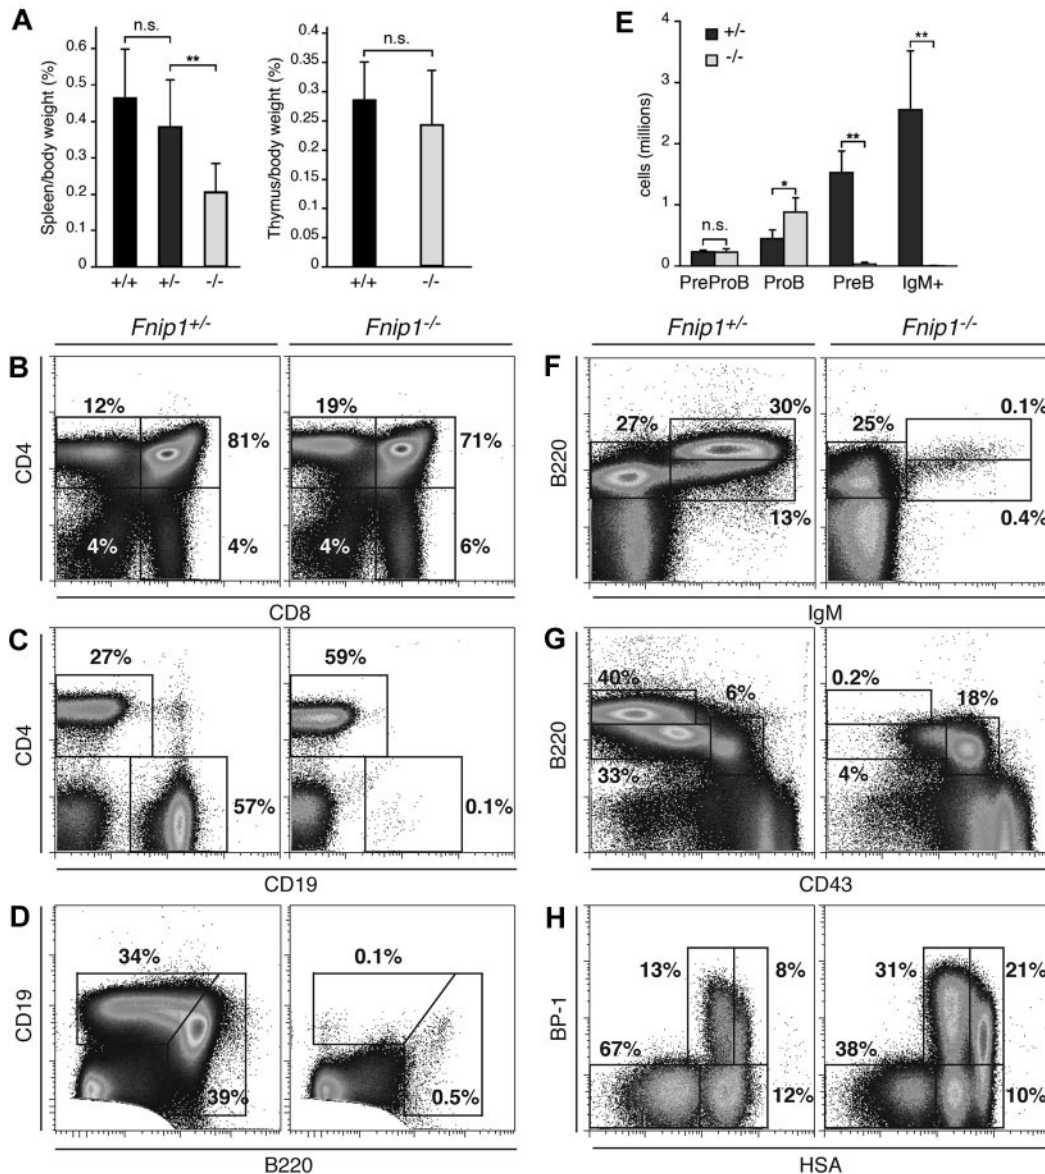 A
n.s.
**
0.6
0.5
0.4
0.3
0.2
0.1
0
Spleen/body weight (%)
+/+ +/- -/-
n.s.
0.4
0.35
0.3
0.25
0.2
0.15
0.1
0.05
0
Thymus/body weight (%)
+/+ -/-
E
+/-
-/-
4
3
2
1
0
cells (millions)
n.s.
*
**
**
PreProB ProB PreB IgM+
Fnip1+/- Fnip1-/-
B
12% 81% 4% 4%
19% 71% 4% 6%
CD4
CD8
C
27% 57%
59% 0.1%
CD4
CD19
D
34% 39%
0.1% 0.5%
CD19
B220
Fnip1+/- Fnip1-/-
F
27% 30% 13%
25% 0.1% 0.4%
B220
IgM
G
40% 6% 33%
0.2% 18% 4%
B220
CD43
H
13% 8% 67% 12%
31% 21% 38% 10%
BP-1
HSA